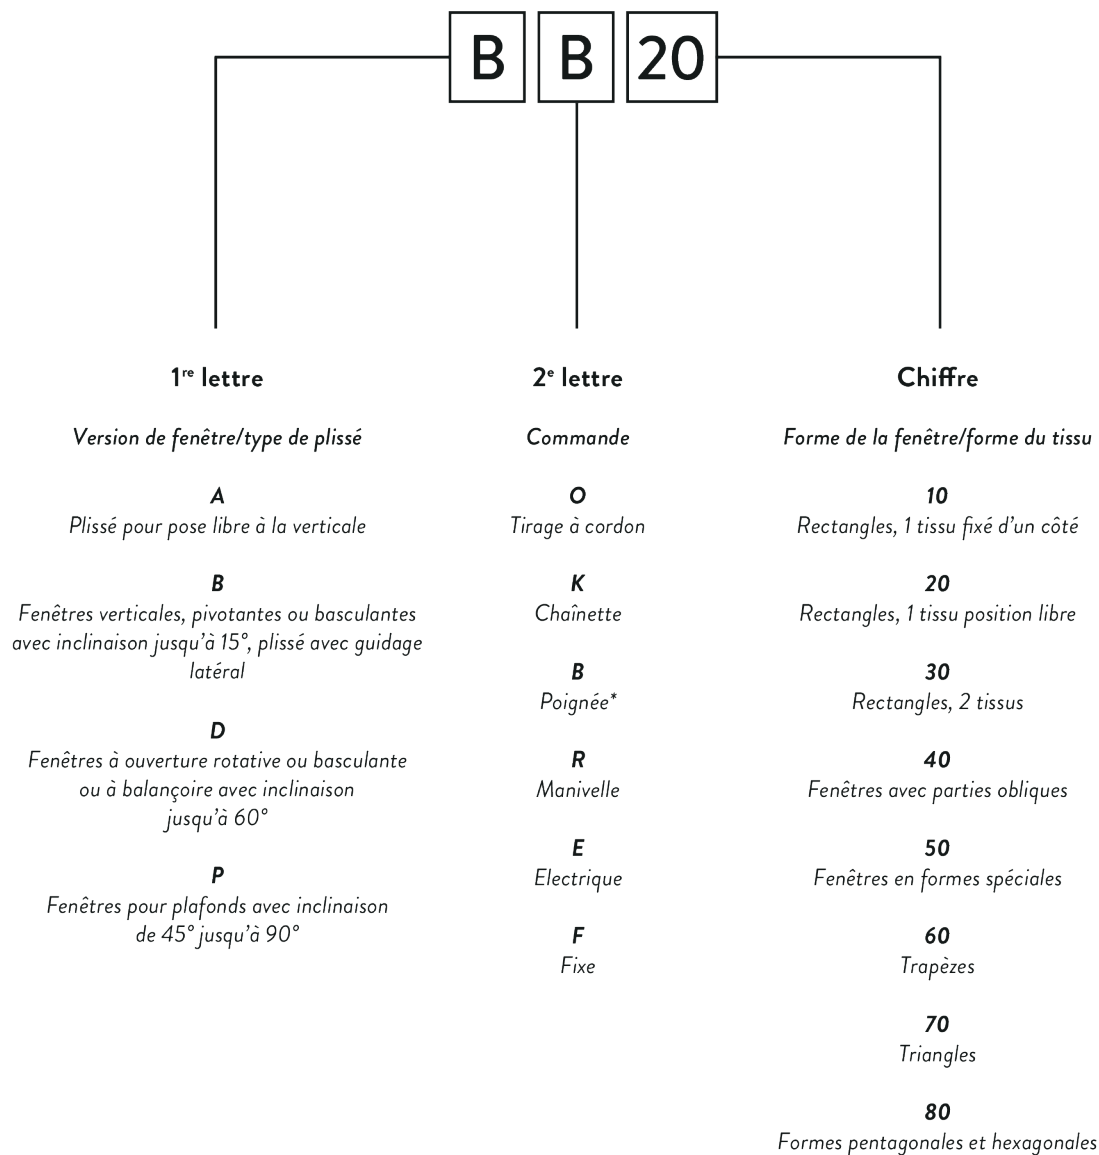 B B 20
1re lettre
Version de fenêtre/type de plissé
A
Plissé pour pose libre à la verticale
B
Fenêtres verticales, pivotantes ou basculantes
avec inclinaison jusqu'à 15°, plissé avec guidage
latéral
D
Fenêtres à ouverture rotative ou basculante
ou à balançoire avec inclinaison
jusqu'à 60°
P
Fenêtres pour plafonds avec inclinaison
de 45° jusqu'à 90°
2e lettre
Commande
O
Tirage à cordon
K
Chaînette
B
Poignée*
R
Manivelle
E
Electrique
F
Fixe
Chiffre
Forme de la fenêtre/forme du tissu
10
Rectangles, 1 tissu fixé d'un côté
20
Rectangles, 1 tissu position libre
30
Rectangles, 2 tissus
40
Fenêtres avec parties obliques
50
Fenêtres en formes spéciales
60
Trapèzes
70
Triangles
80
Formes pentagonales et hexagonales